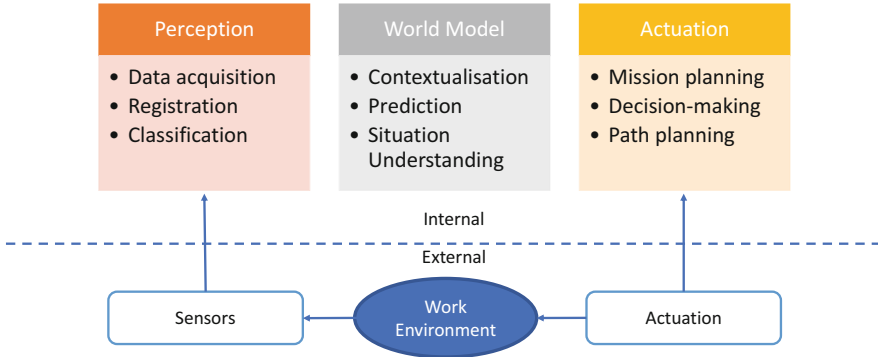 Perception
• Data acquisition
• Registration
• Classification
World Model
• Contextualisation
• Prediction
• Situation
Understanding
Actuation
• Mission planning
• Decision-making
• Path planning
Internal
External
Sensors
Work
Environment
Actuation